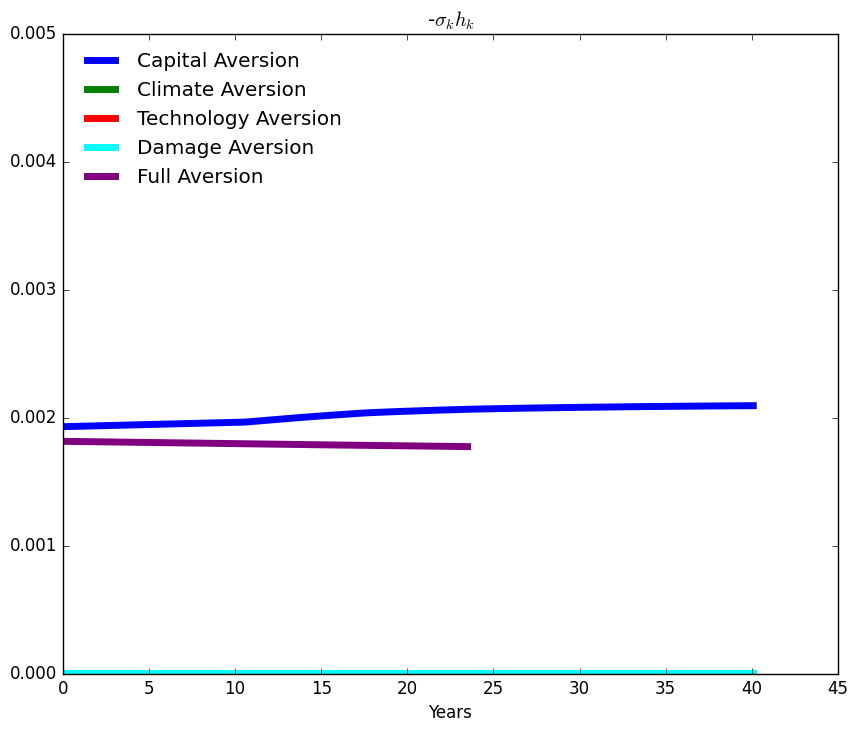 -σₖhₖ
0.005
0.004
0.003
0.002
0.001
0.000
Capital Aversion
Climate Aversion
Technology Aversion
Damage Aversion
Full Aversion
0 5 10 15 20 25 30 35 40 45
Years